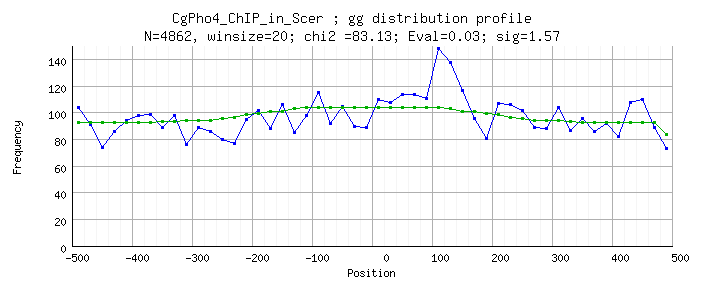 CgPho4_ChIP_in_Scer ; gg distribution profile
N=4862, winsize=20; chi2 =83.13; Eval=0.03; sig=1.57
140
120
100
80
60
40
20
0
Frequency
-500 -400 -300 -200 -100 0 100 200 300 400 500
Position